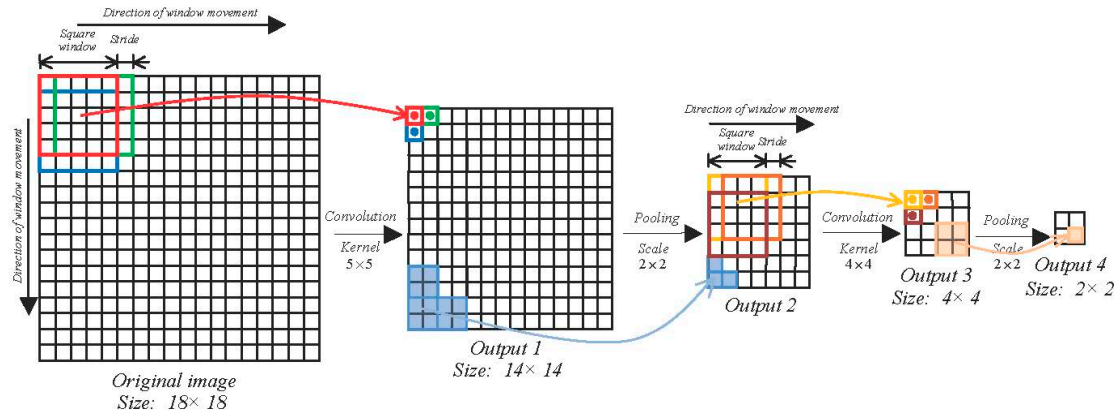 Direction of window movement
Square
window
Stride
Direction of window movement
Original image
Size: 18× 18
Convolution
Kernel
5×5
Output 1
Size: 14× 14
Pooling
Scale
2×2
Direction of window movement
Square
window
Stride
Output 2
Convolution
Kernel
4×4
Output 3
Size: 4× 4
Pooling
Scale
2×2
Output 4
Size: 2× 2